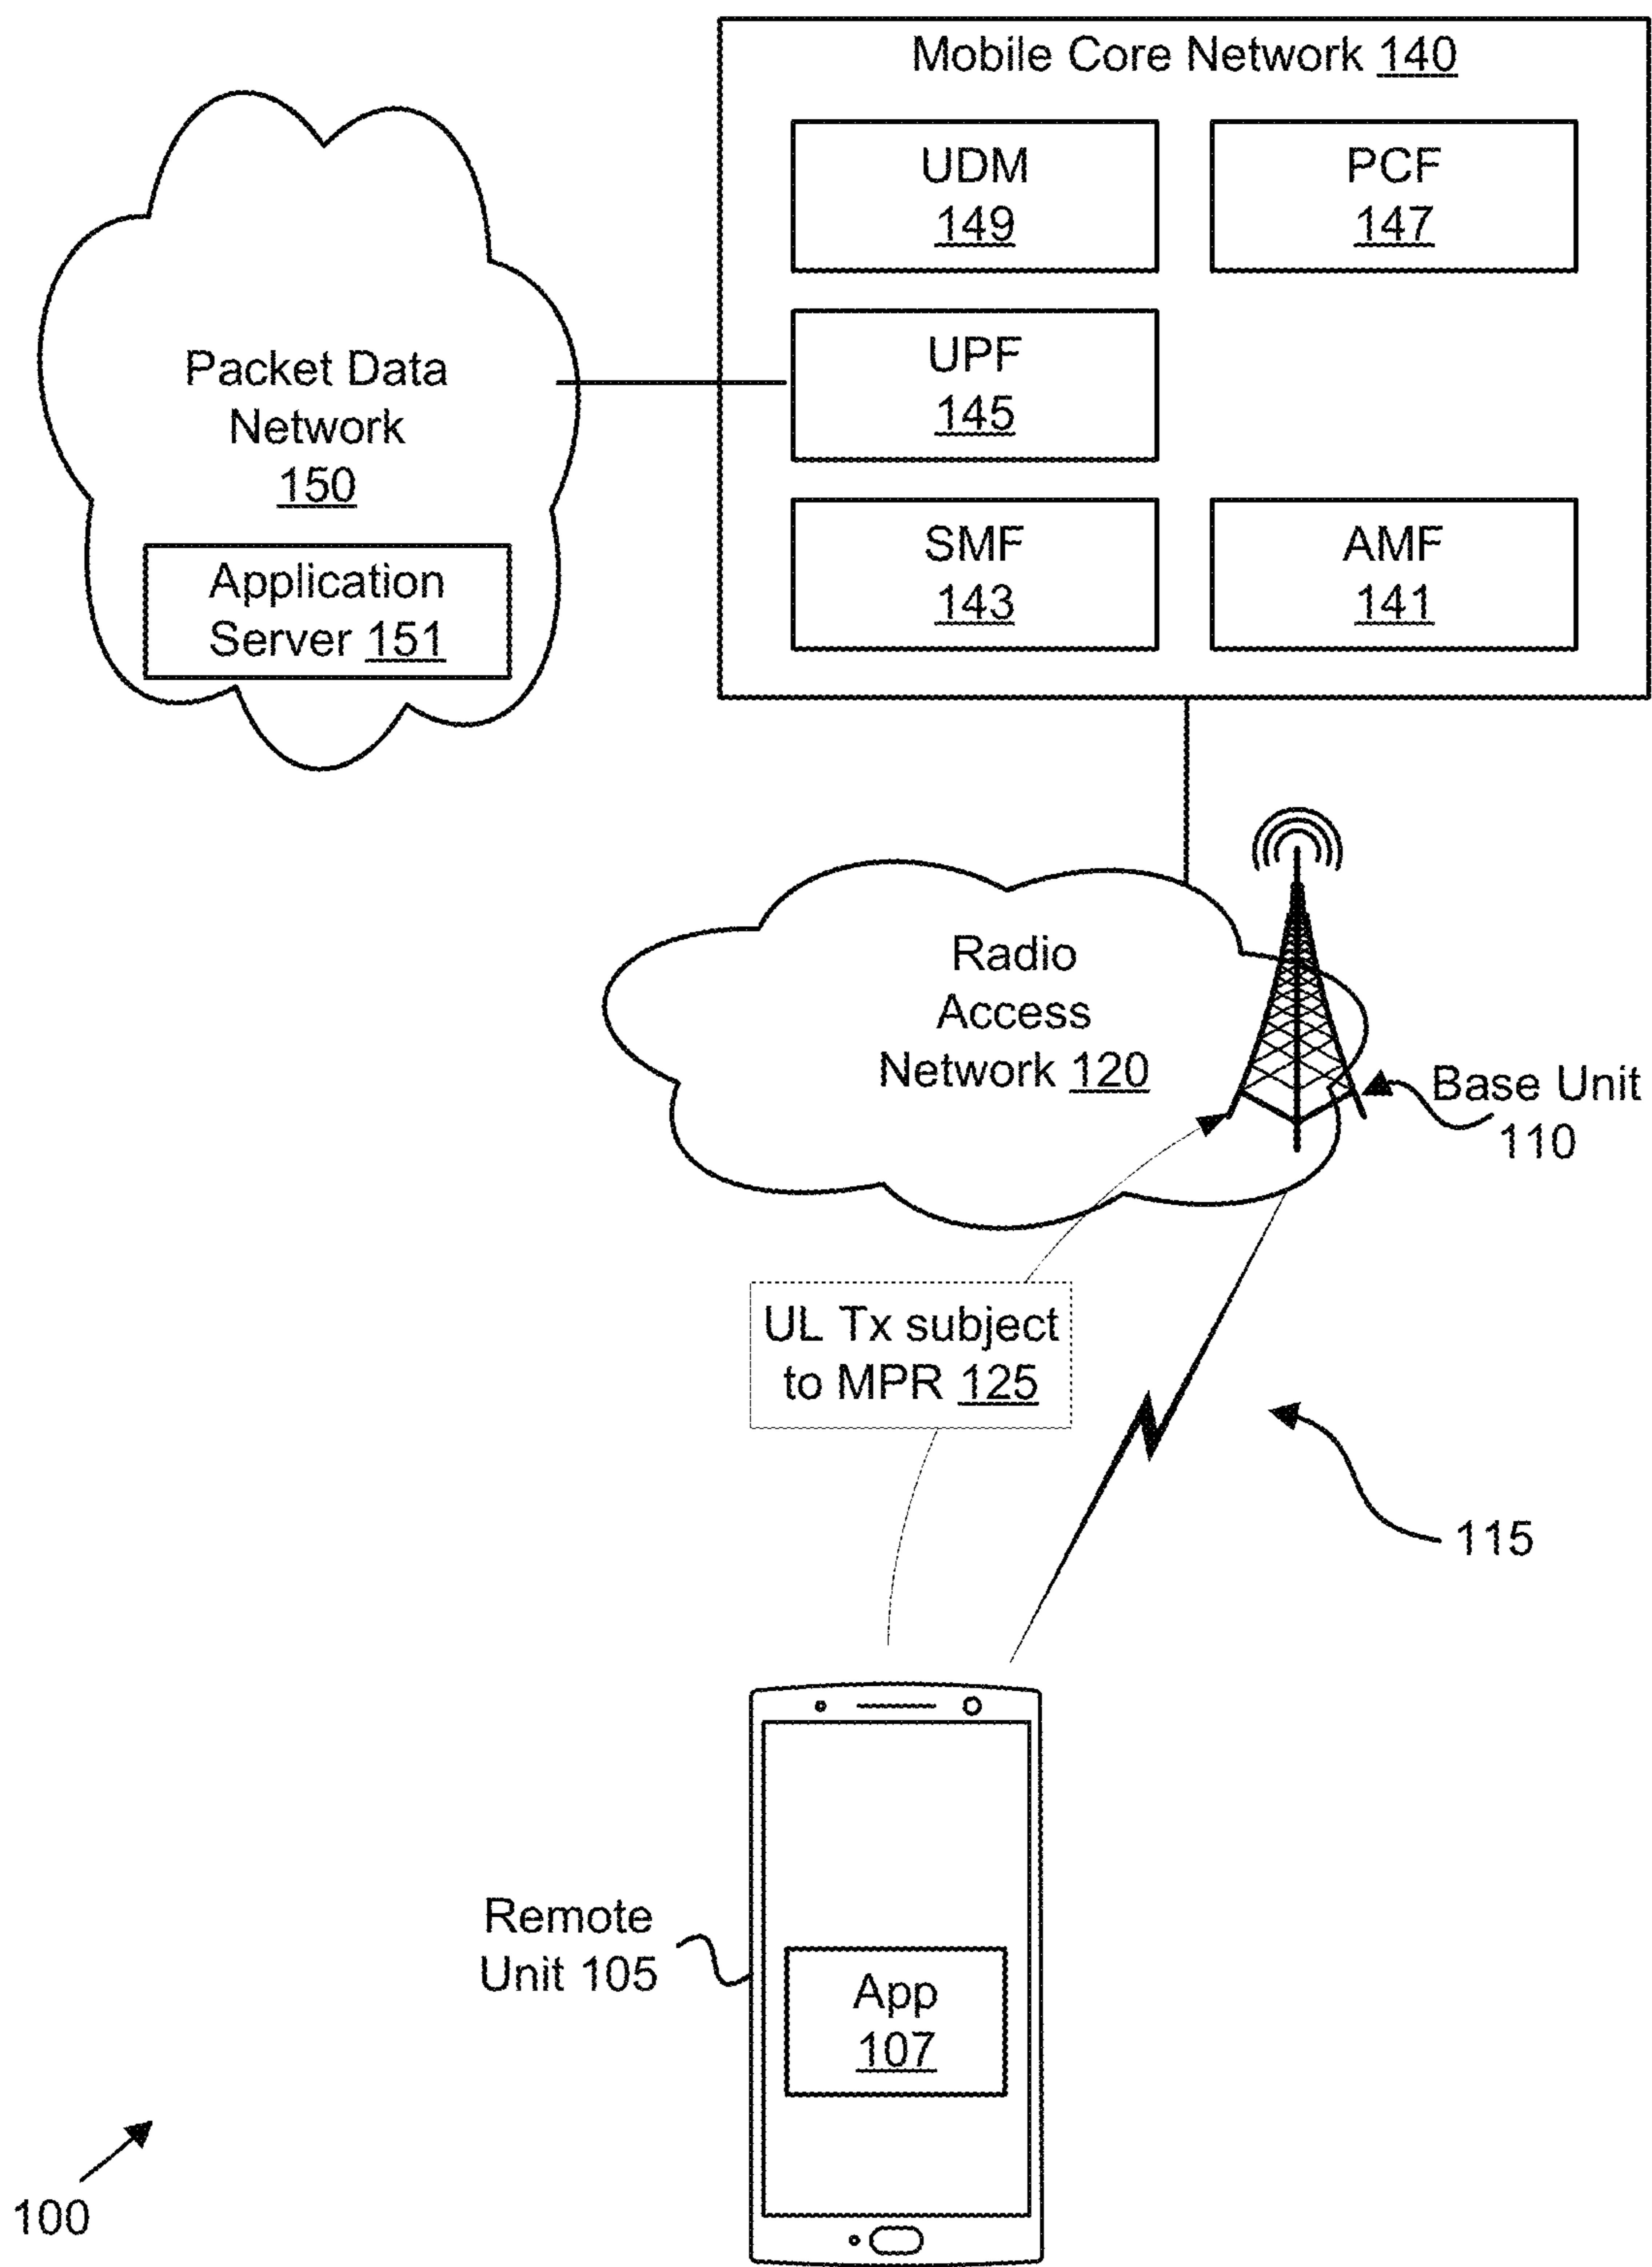 Mobile Core Network 140
UDM
149
PCF
147
UPF
145
SMF
143
AMF
141
Packet Data
Network
150
Application
Server 151
Radio
Access
Network 120
Base Unit
110
UL Tx subject
to MPR 125
115
Remote
Unit 105
App
107
100